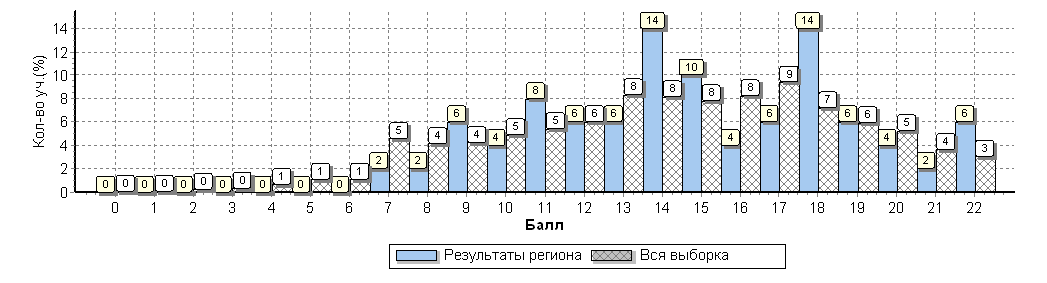 Кол-во уч.(%)
14
12
10
8
6
4
2
0
0 0 0 0 0 0 0 0 0 1 0 1 0 1 2 5 2 4 6 4 4 5 8 5 6 6 6 8 14 8 10 8 4 8 6 9 14 7 6 6 4 5 2 4 6 3
0 1 2 3 4 5 6 7 8 9 10 11 12 13 14 15 16 17 18 19 20 21 22
Балл
Результаты региона Вся выборка